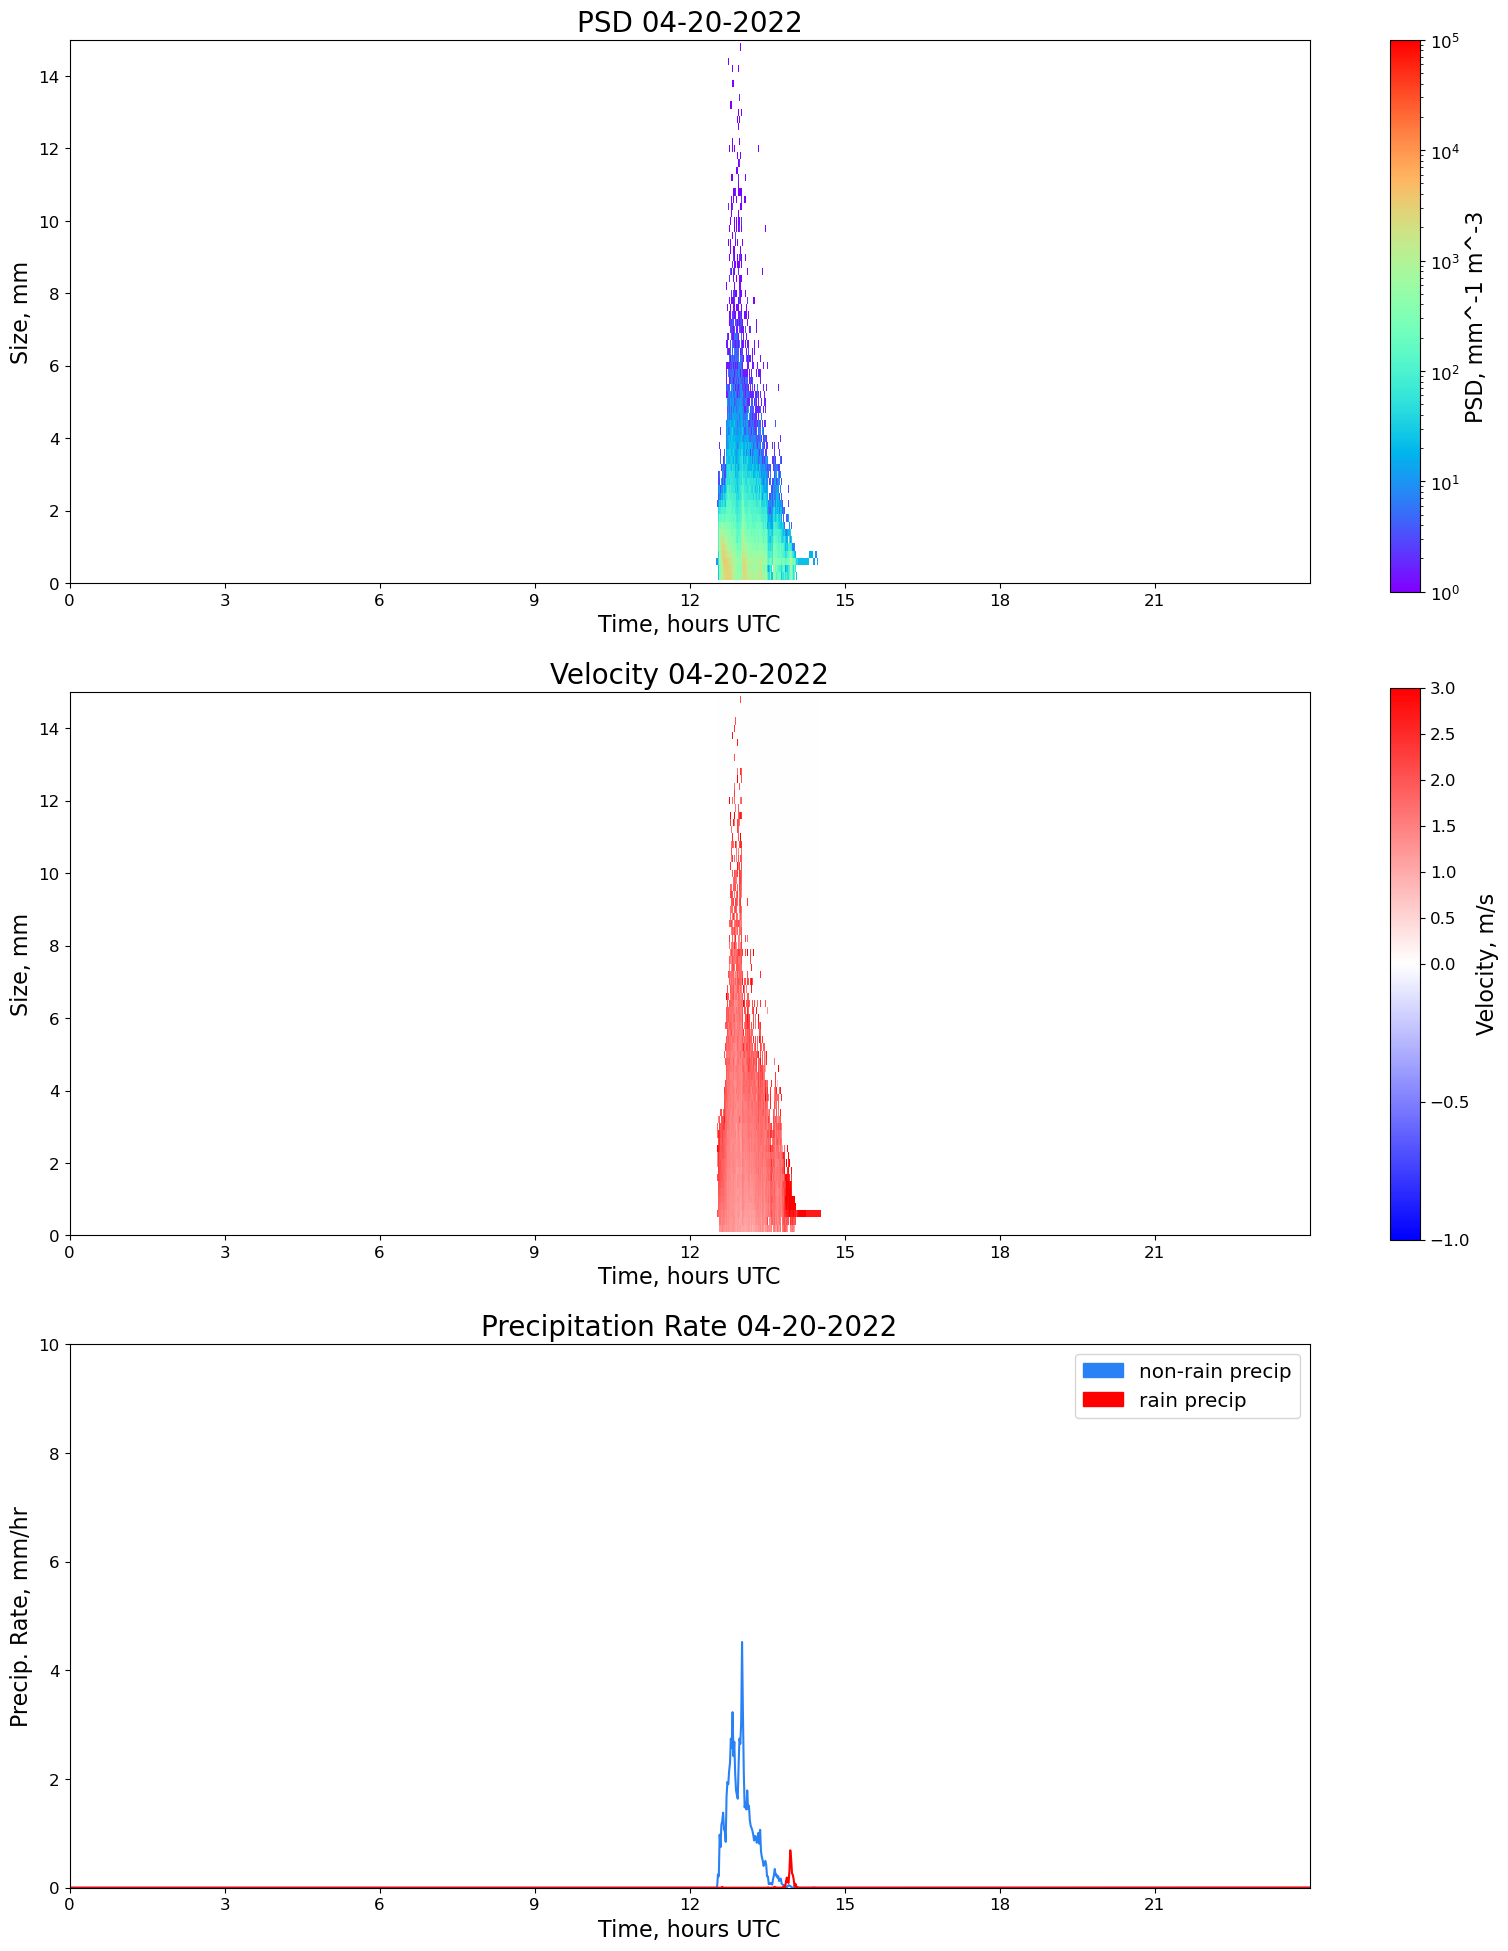 PSD 04-20-2022
14
12
10
8
6
4
2
0
Size, mm
0 3 6 9 12 15 18 21
Time, hours UTC
10^5
10^4
10^3
10^2
10^1
10^0
PSD, mm^-1 m^-3
Velocity 04-20-2022
14
12
10
8
6
4
2
0
Size, mm
0 3 6 9 12 15 18 21
Time, hours UTC
3.0
2.5
2.0
1.5
1.0
0.5
0.0
−0.5
−1.0
Velocity, m/s
Precipitation Rate 04-20-2022
10
8
6
4
2
0
Precip. Rate, mm/hr
non-rain precip
rain precip
0 3 6 9 12 15 18 21
Time, hours UTC